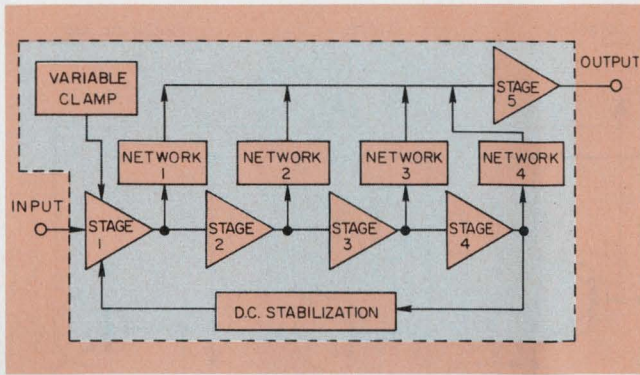 VARIABLE
CLAMP
OUTPUT
STAGE
5
NETWORK
1
NETWORK
2
NETWORK
3
NETWORK
4
INPUT
STAGE
1
STAGE
2
STAGE
3
STAGE
4
D.C. STABILIZATION